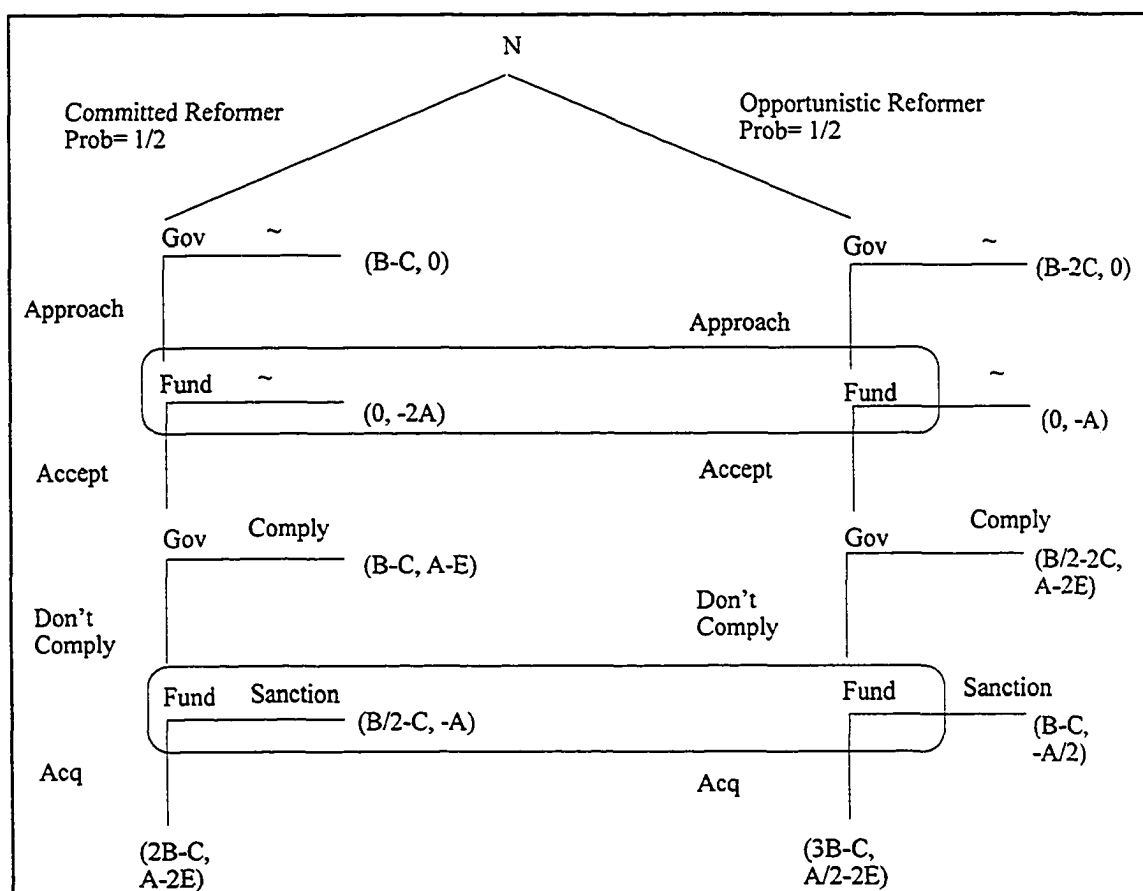 N
Committed Reformer
Prob= 1/2
Opportunistic Reformer
Prob= 1/2
Gov ~
(B-C, 0)
Gov ~
(B-2C, 0)
Approach
Approach
Fund ~
(0, -2A)
Fund ~
(0, -A)
Accept
Accept
Gov Comply
(B-C, A-E)
Gov Comply
(B/2-2C,
A-2E)
Don't
Comply
Don't
Comply
Fund Sanction
(B/2-C, -A)
Fund Sanction
(B-C,
-A/2)
Acq
Acq
(2B-C,
A-2E)
(3B-C,
A/2-2E)